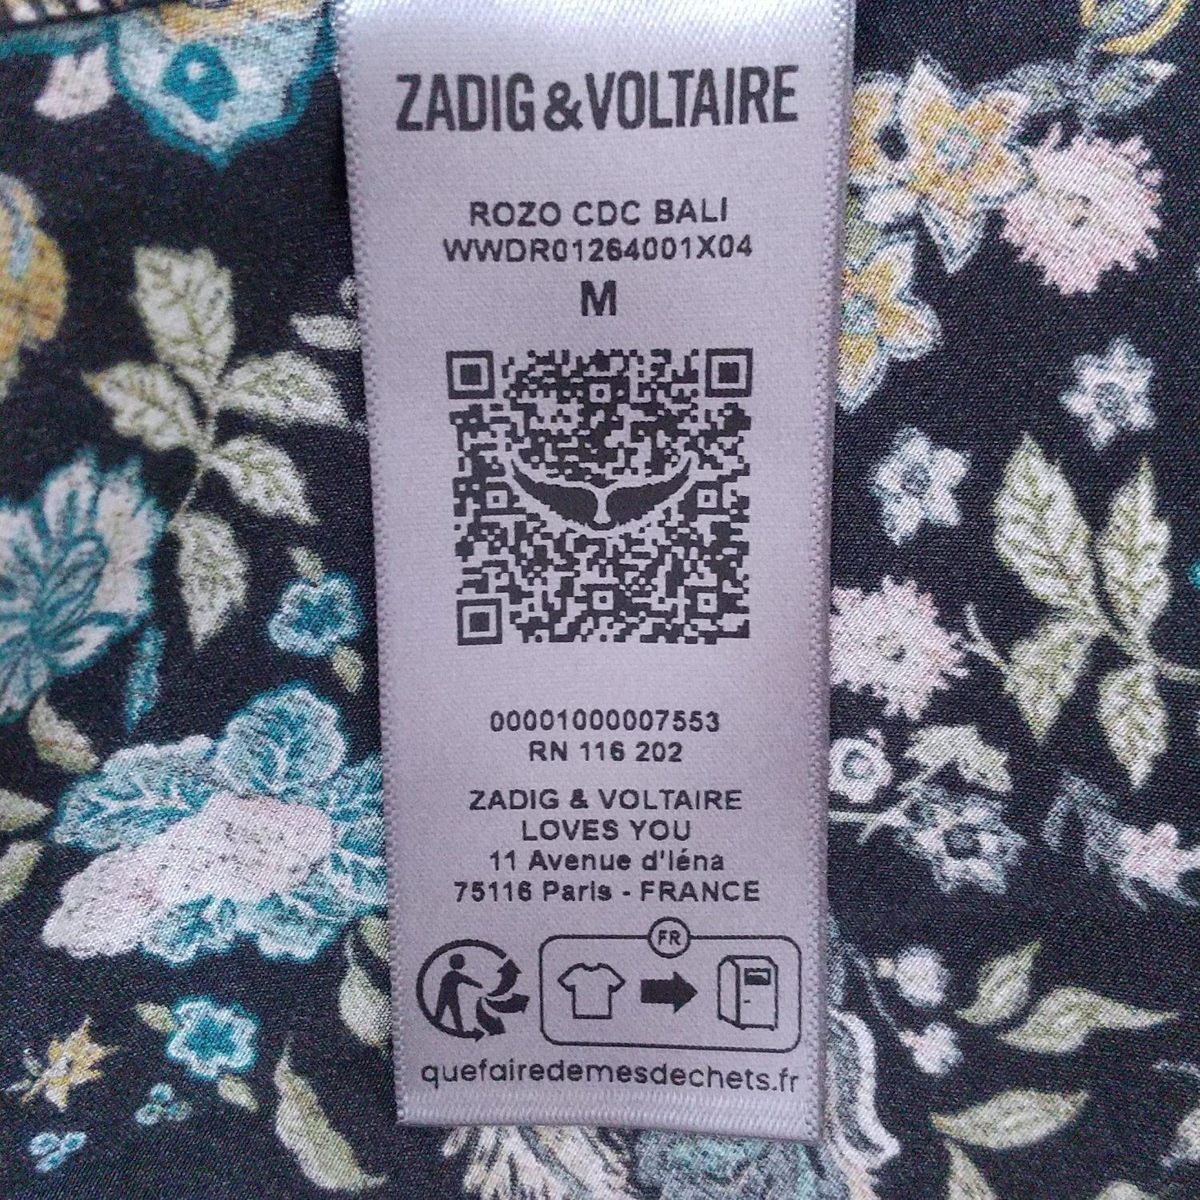 ZADIG&VOLTAIRE
ROZO CDC BALI
WWDR01264001X04
M
00001000007553
RN 116 202
ZADIG & VOLTAIRE
LOVES YOU
11 Avenue d'Iéna
75116 Paris - FRANCE
FR
quefairedemesdechets.fr